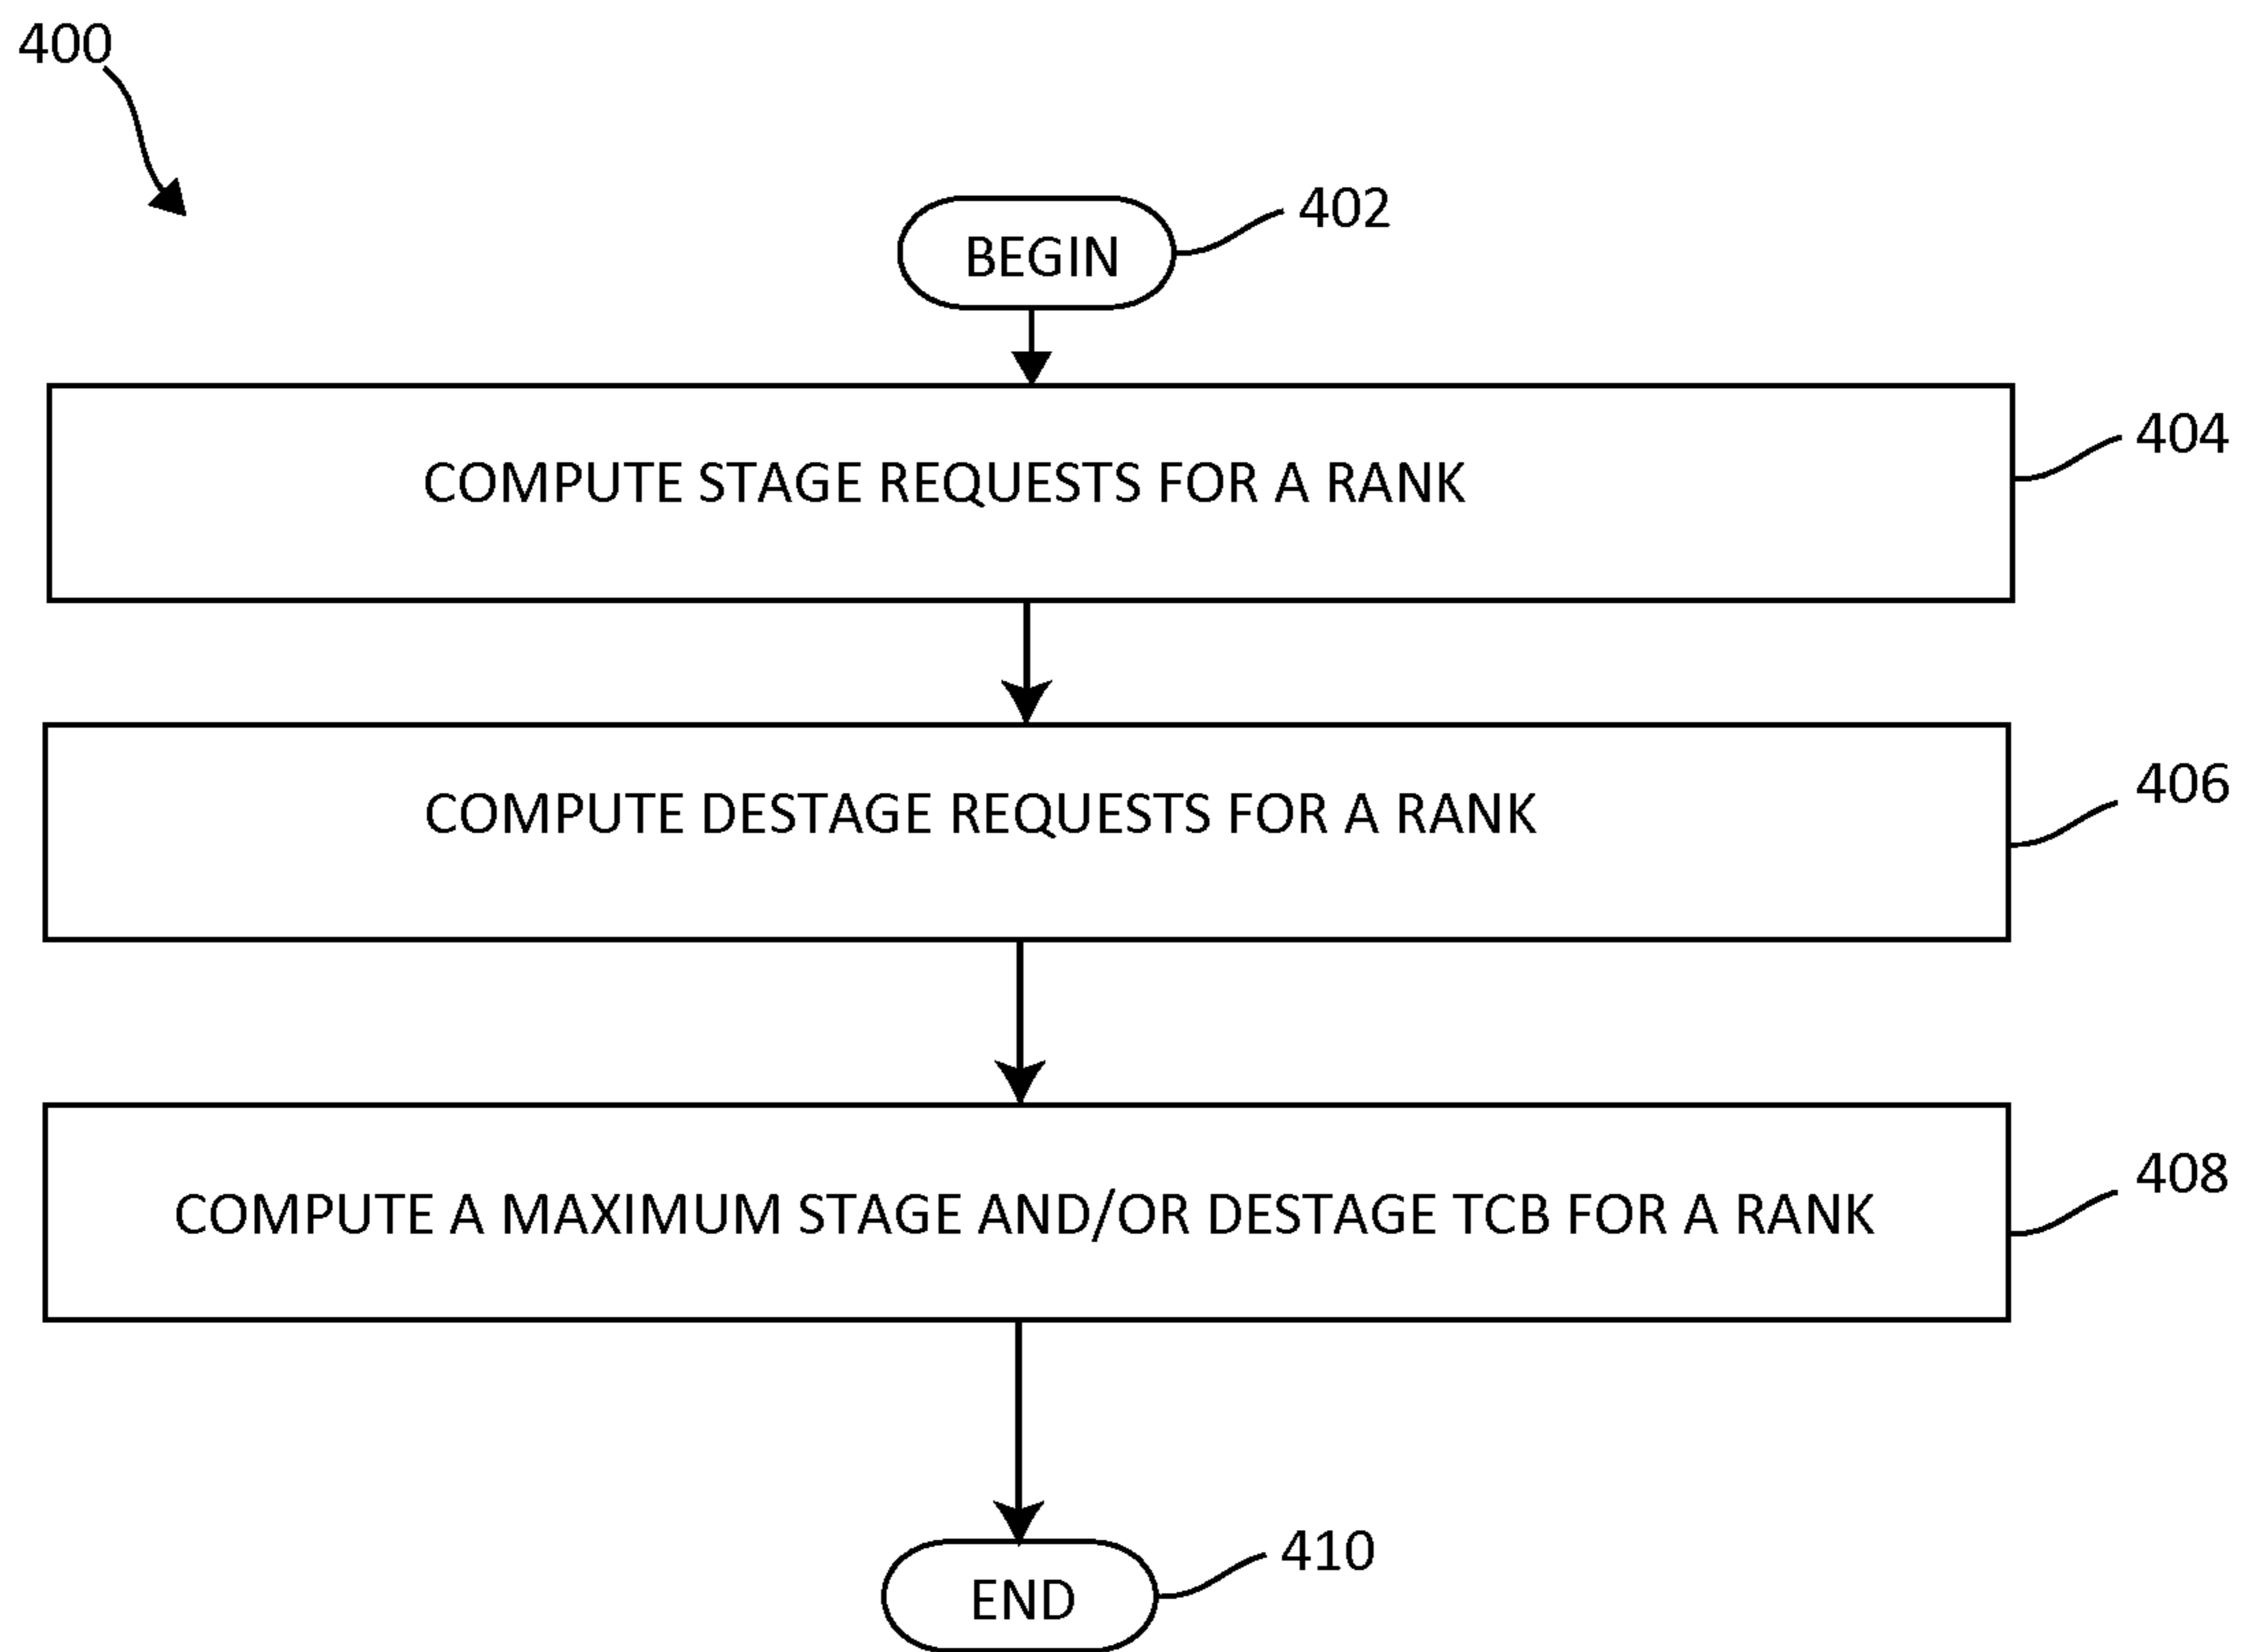 400
402
BEGIN
404
COMPUTE STAGE REQUESTS FOR A RANK
406
COMPUTE DESTAGE REQUESTS FOR A RANK
408
COMPUTE A MAXIMUM STAGE AND/OR DESTAGE TCB FOR A RANK
410
END